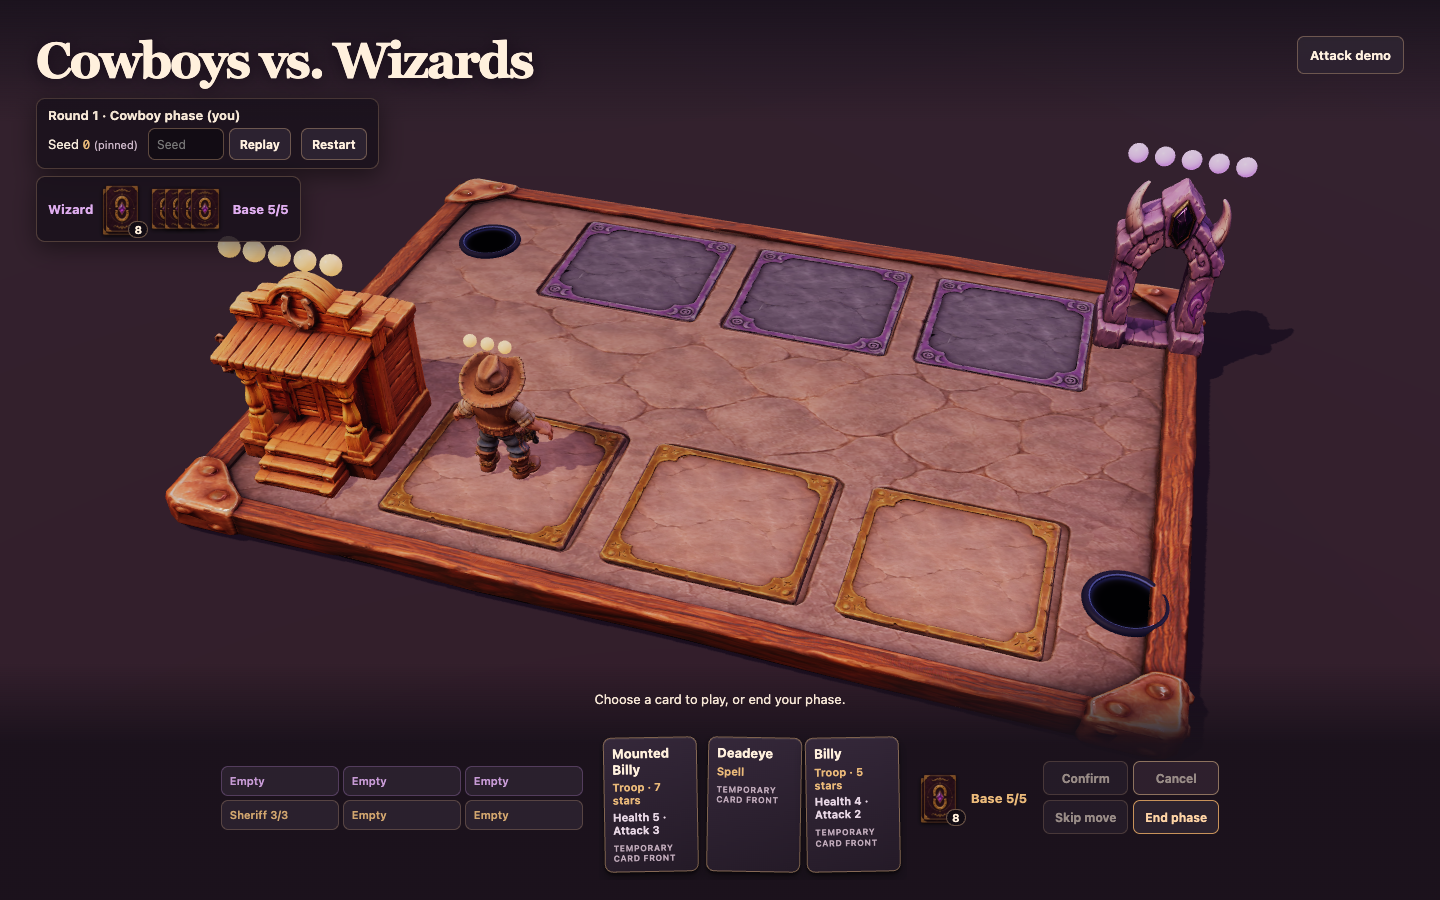 Cowboys vs. Wizards
Attack demo
Round 1 · Cowboy phase (you)
Seed 0 (pinned) Seed Replay Restart
Wizard 8 Base 5/5
Choose a card to play, or end your phase.
Empty Empty Empty
Sheriff 3/3 Empty Empty
Mounted
Billy
Troop · 7
stars
Health 5 ·
Attack 3
TEMPORARY
CARD FRONT
Deadeye
Spell
TEMPORARY
CARD FRONT
Billy
Troop · 5
stars
Health 4 ·
Attack 2
TEMPORARY
CARD FRONT
8 Base 5/5
Confirm Cancel
Skip move End phase